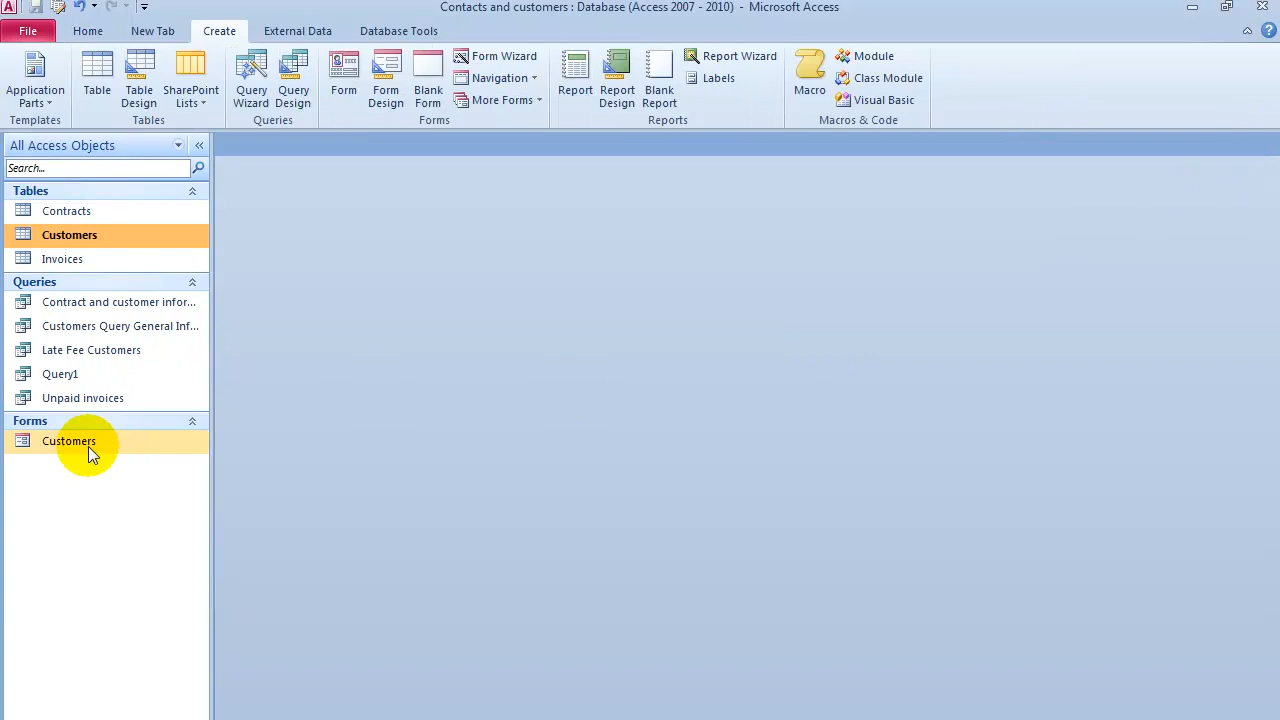 Contacts and customers : Database (Access 2007 - 2010) - Microsoft Access
File Home New Tab Create External Data Database Tools
Application Parts
Table
Table Design
SharePoint Lists
Query Wizard
Query Design
Form
Form Design
Blank Form
Form Wizard
Navigation
More Forms
Report
Report Design
Blank Report
Report Wizard
Labels
Macro
Module
Class Module
Visual Basic
Templates Tables Queries Forms Reports Macros & Code
All Access Objects
Search...
Tables
Contracts
Customers
Invoices
Queries
Contract and customer infor...
Customers Query General Inf...
Late Fee Customers
Query1
Unpaid invoices
Forms
Customers